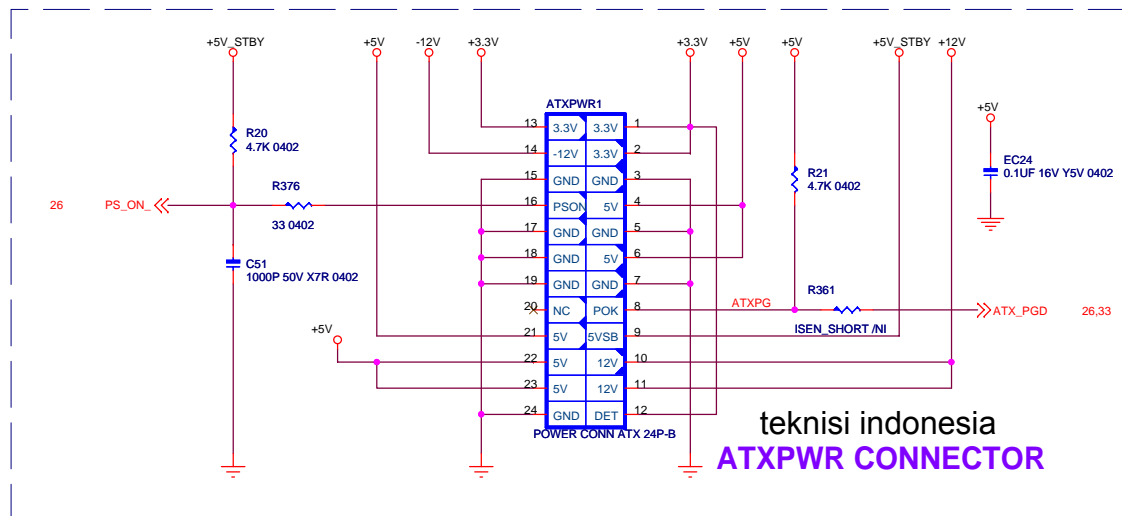 +5V_STBY +5V -12V +3.3V +3.3V +5V +5V +5V_STBY +12V
ATXPWR1
+5V
R20
4.7K 0402
R21
4.7K 0402
EC24
0.1UF 16V Y5V 0402
13 3.3V 3.3V 1
14 -12V 3.3V 2
15 GND GND 3
R376
26 PS_ON_ 16 PSON 5V 4
33 0402
17 GND GND 5
18 GND 5V 6
C51
1000P 50V X7R 0402
19 GND GND 7
R361
20 NC POK 8 ATXPG ATX_PGD 26,33
+5V
ISEN_SHORT /NI
21 5V 5VSB 9
22 5V 12V 10
23 5V 12V 11
24 GND DET 12
POWER CONN ATX 24P-B
teknisi indonesia
ATXPWR CONNECTOR